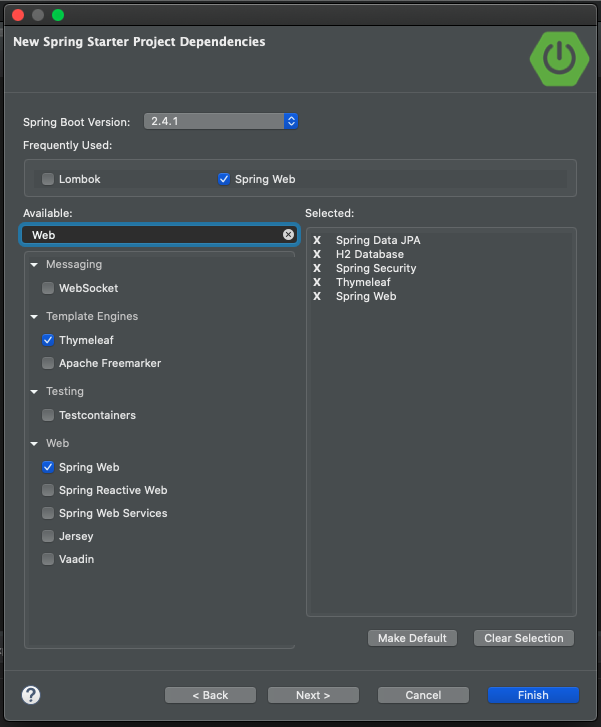 New Spring Starter Project Dependencies
Spring Boot Version: 2.4.1
Frequently Used:
Lombok Spring Web
Available:
Web
Messaging
WebSocket
Template Engines
Thymeleaf
Apache Freemarker
Testing
Testcontainers
Web
Spring Web
Spring Reactive Web
Spring Web Services
Jersey
Vaadin
Selected:
X Spring Data JPA
X H2 Database
X Spring Security
X Thymeleaf
X Spring Web
Make Default Clear Selection
? < Back Next > Cancel Finish